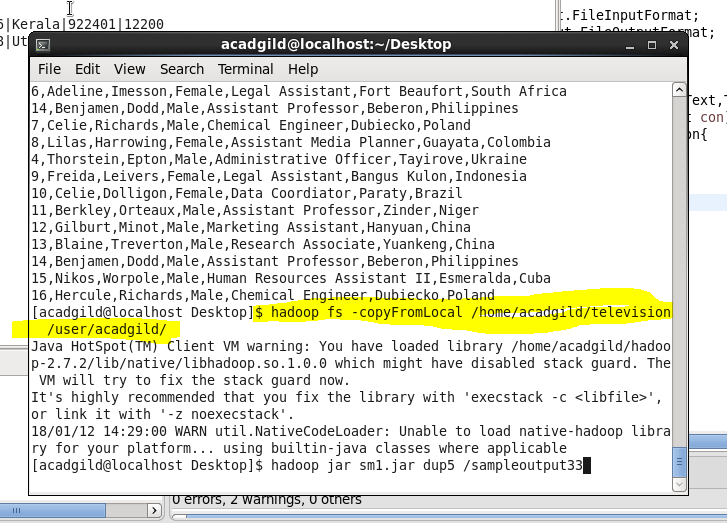 6|Kerala|922401|12200
t.FileInputFormat;
ut.FileOutputFormat;
acadgild@localhost:~/Desktop
File Edit View Search Terminal Help
6,Adeline,Imesson,Female,Legal Assistant,Fort Beaufort,South Africa
14,Benjamen,Dodd,Male,Assistant Professor,Beberon,Philippines
7,Celie,Richards,Male,Chemical Engineer,Dubiecko,Poland
8,Lilas,Harrowing,Female,Assistant Media Planner,Guayata,Colombia
4,Thorstein,Epton,Male,Administrative Officer,Tayirove,Ukraine
9,Freida,Leivers,Female,Legal Assistant,Bangus Kulon,Indonesia
10,Celie,Dolligon,Female,Data Coordinator,Paraty,Brazil
11,Berkley,Orteaux,Male,Assistant Professor,Zinder,Niger
12,Gilburt,Minot,Male,Marketing Assistant,Hanyuan,China
13,Blaine,Treverton,Male,Research Associate,Yuankeng,China
14,Benjamen,Dodd,Male,Assistant Professor,Beberon,Philippines
15,Nikos,Worpole,Male,Human Resources Assistant II,Esmeralda,Cuba
16,Hercule,Richards,Male,Chemical Engineer,Dubiecko,Poland
[acadgild@localhost Desktop]$ hadoop fs -copyFromLocal /home/acadgild/television
/user/acadgild/
Java HotSpot(TM) Client VM warning: You have loaded library /home/acadgild/hadoo
p-2.7.2/lib/native/libhadoop.so.1.0.0 which might have disabled stack guard. The
VM will try to fix the stack guard now.
It's highly recommended that you fix the library with 'execstack -c <libfile>',
or link it with '-z noexecstack'.
18/01/12 14:29:00 WARN util.NativeCodeLoader: Unable to load native-hadoop libra
ry for your platform... using builtin-java classes where applicable
[acadgild@localhost Desktop]$ hadoop jar sm1.jar dup5 /sampleoutput33
Text,T
t con)
on{
0 errors, 2 warnings, 0 others